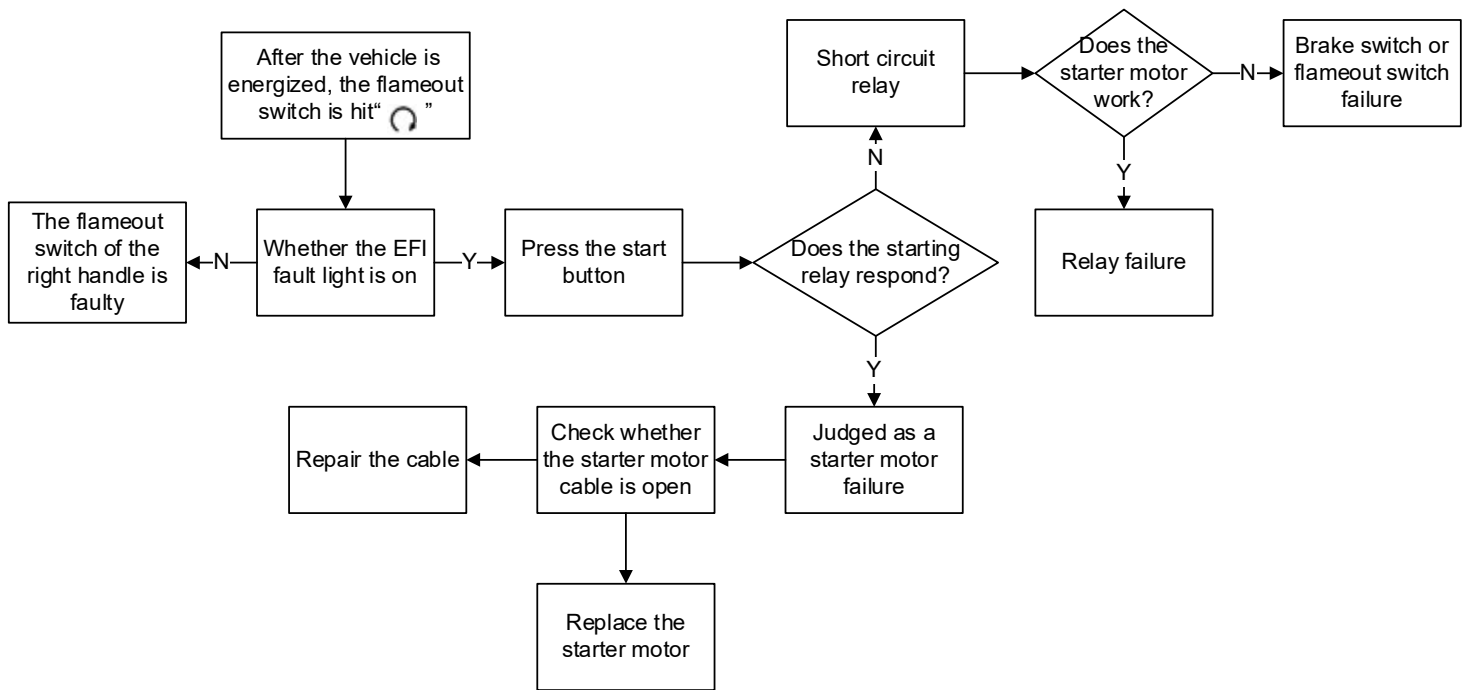 After the vehicle is
energized, the flameout
switch is hit“ ”
Short circuit
relay
Does the
starter motor
work?
N
Brake switch or
flameout switch
failure
N
Y
The flameout
switch of the
right handle is
faulty
N
Whether the EFI
fault light is on
Y
Press the start
button
Does the starting
relay respond?
Relay failure
Y
Repair the cable
Check whether
the starter motor
cable is open
Judged as a
starter motor
failure
Replace the
starter motor